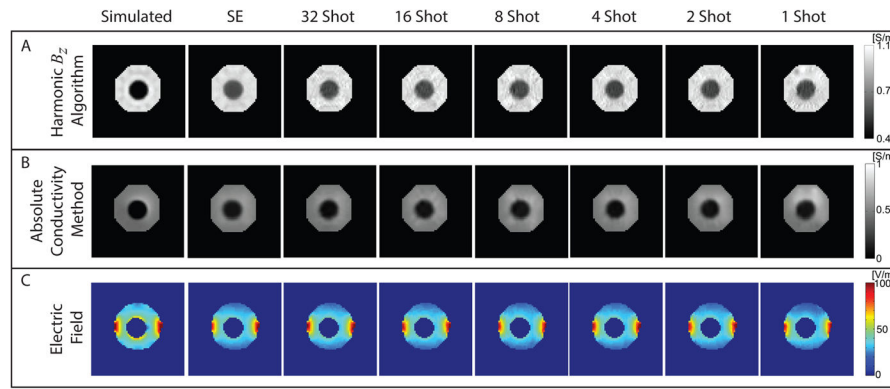 Simulated SE 32 Shot 16 Shot 8 Shot 4 Shot 2 Shot 1 Shot
A
Harmonic B_z
Algorithm
[S/m
1.1
0.7
0.4
B
Absolute
Conductivity
Method
[S/m
1
0.5
0
C
Electric
Field
[V/m
100
50
0